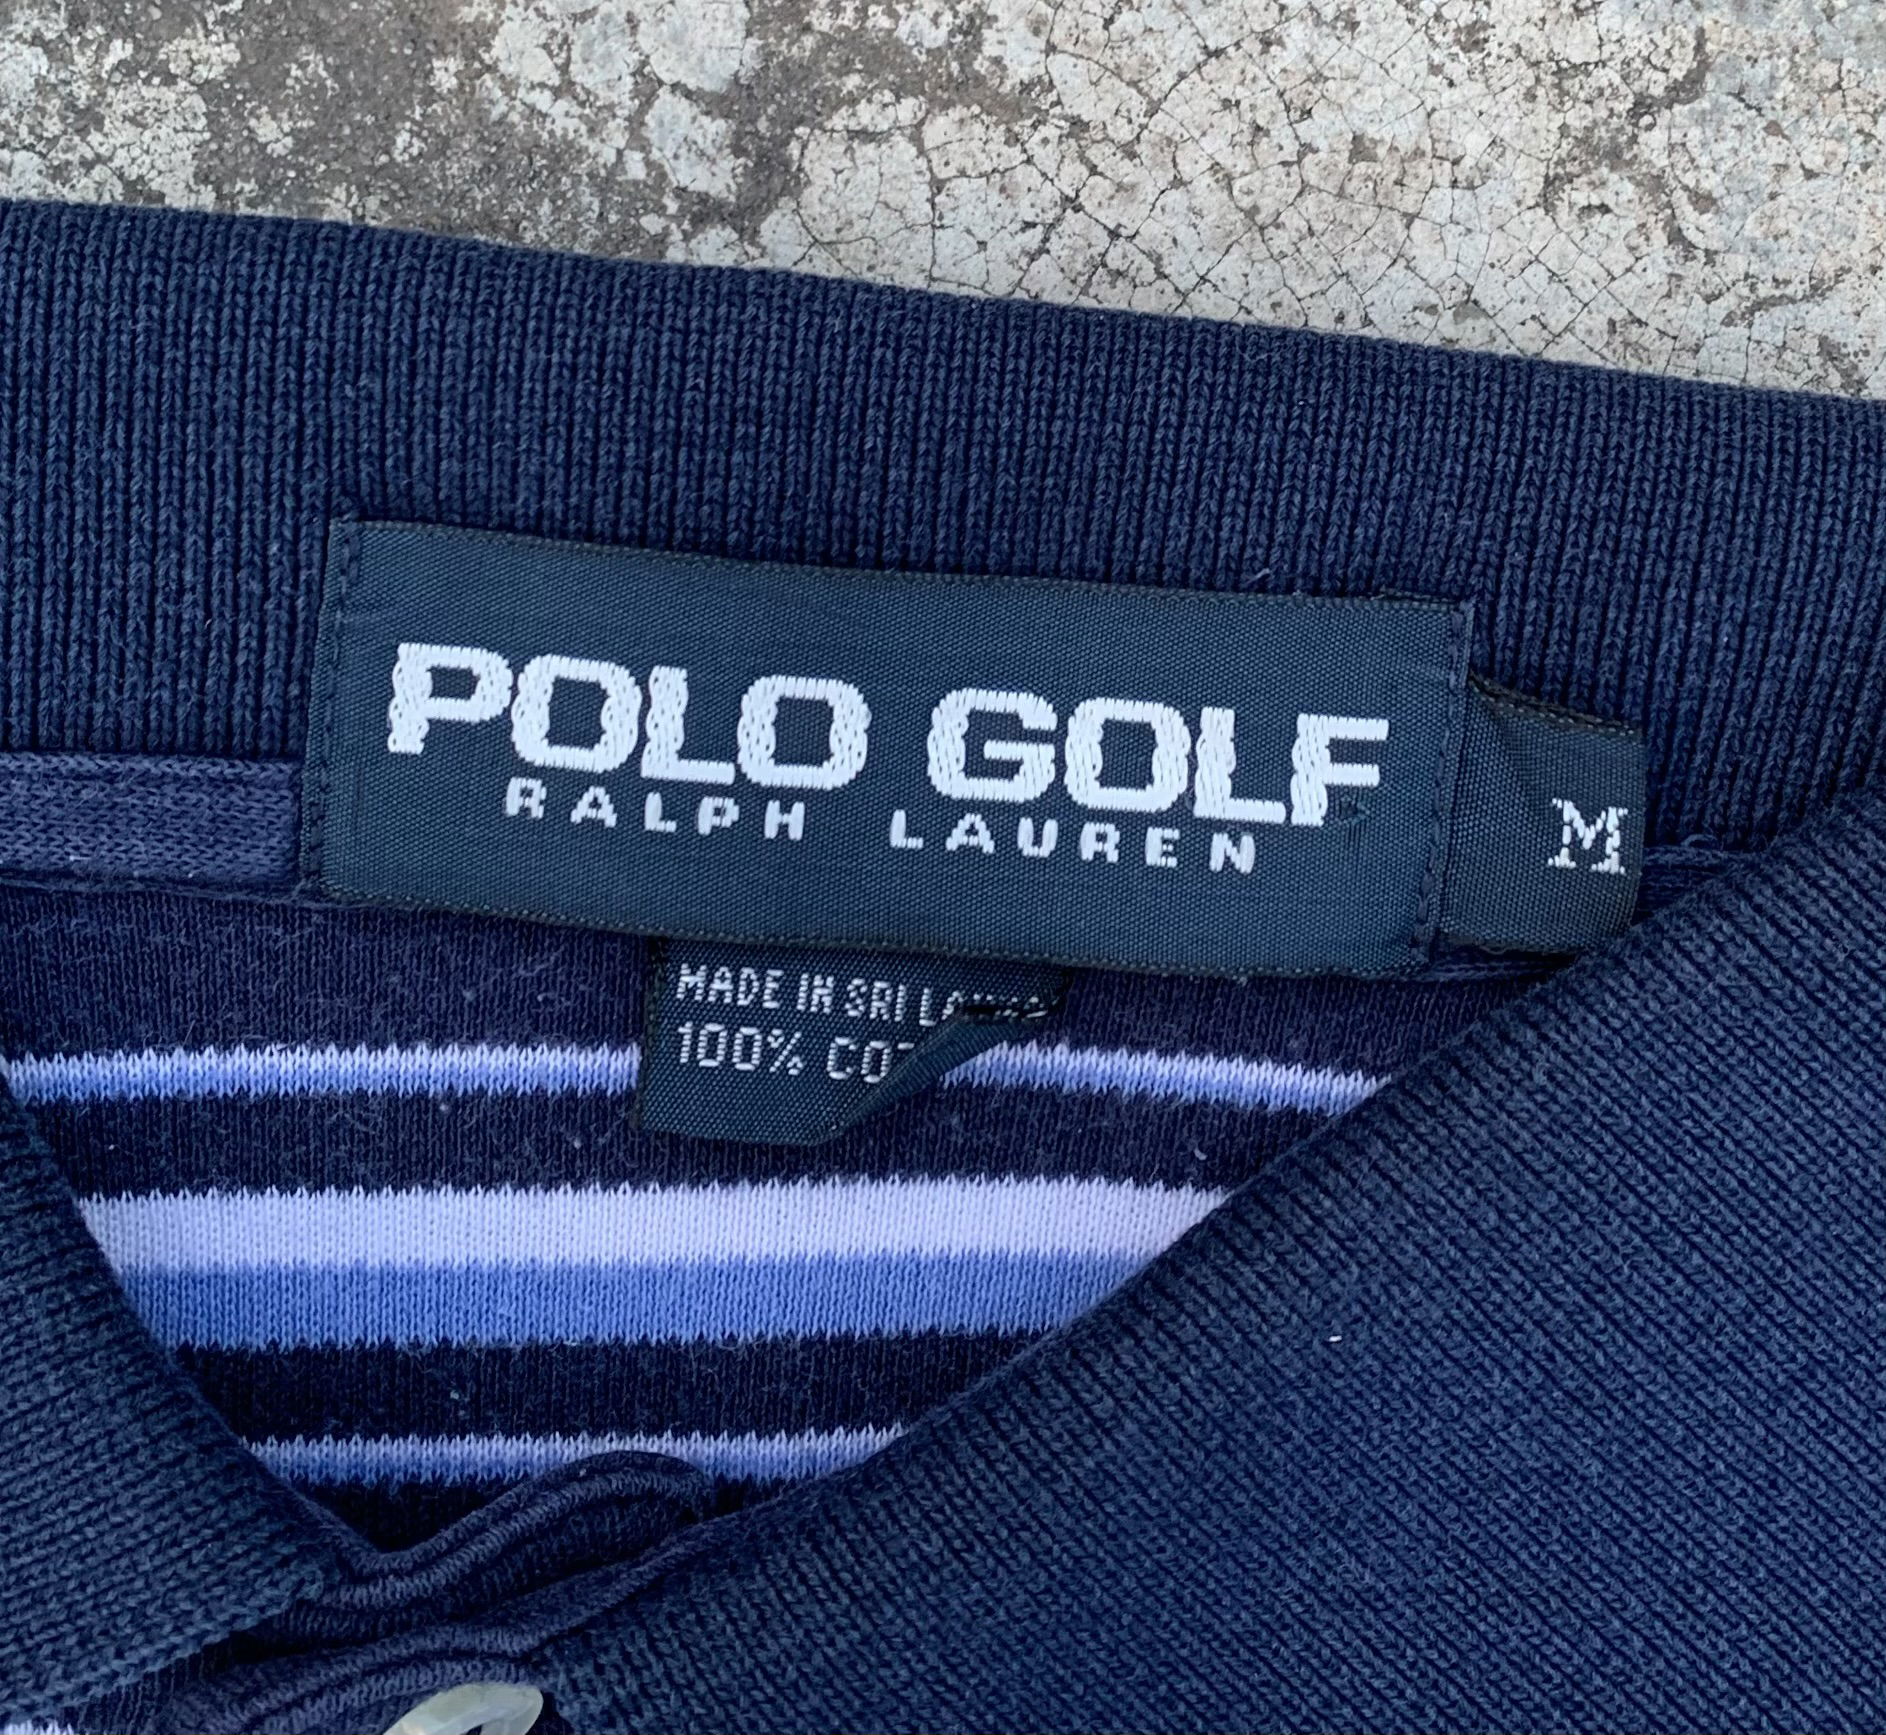 POLO GOLF
RALPH LAUREN
M
MADE IN SRI
100%